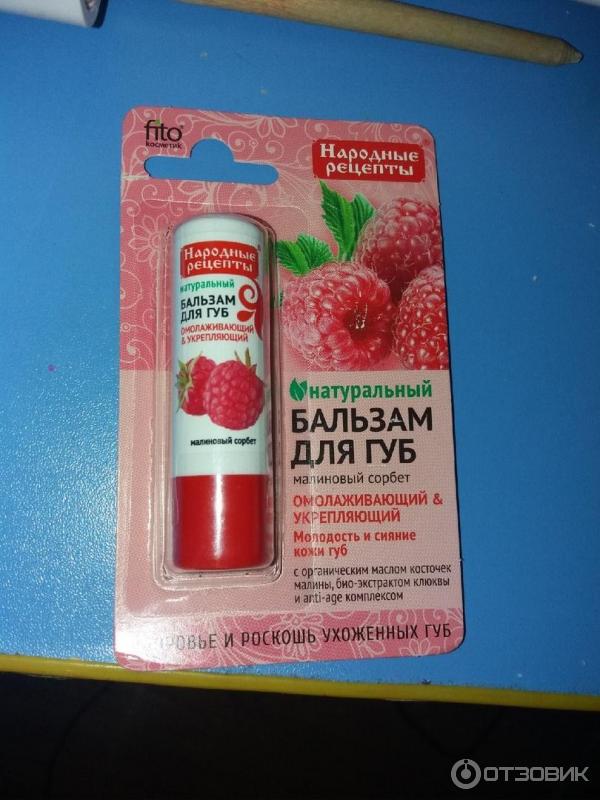 fito
косметик
Народные
рецепты
Народные
рецепты
натуральный
БАЛЬЗАМ
ДЛЯ ГУБ
ОМОЛАЖИВАЮЩИЙ
& УКРЕПЛЯЮЩИЙ
малиновый сорбет
натуральный
БАЛЬЗАМ
ДЛЯ ГУБ
малиновый сорбет
ОМОЛАЖИВАЮЩИЙ &
УКРЕПЛЯЮЩИЙ
Молодость и сияние
кожи губ
с органическим маслом косточек
малины, био-экстрактом клюквы
и anti-age комплексом
РОВЬЕ И РОСКОШЬ УХОЖЕННЫХ ГУБ
ОТЗОВИК